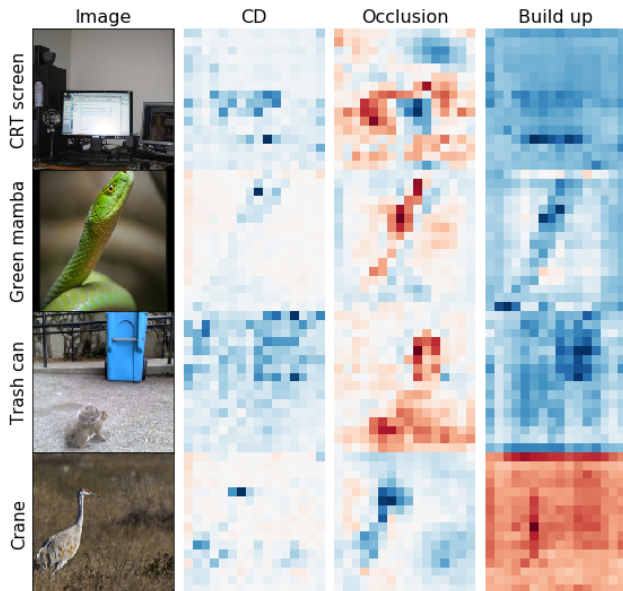 Image CD Occlusion Build up
CRT screen
Green mamba
Trash can
Crane